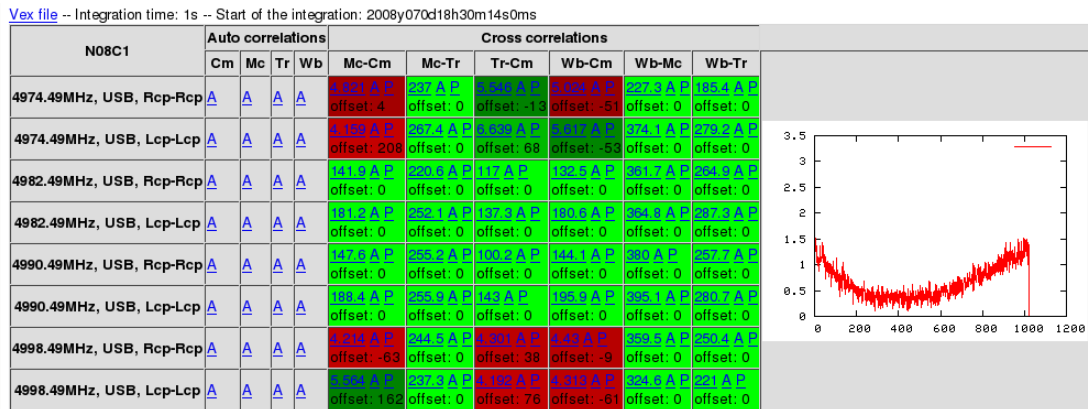 Vex file -- Integration time: 1s -- Start of the integration: 2008y070d18h30m14s0ms
N08C1 Auto correlations Cross correlations
Cm Mc Tr Wb Mc-Cm Mc-Tr Tr-Cm Wb-Cm Wb-Mc Wb-Tr
4974.49MHz, USB, Rcp-Rcp A A A A 4.821 A P 237 A P 5.546 A P 5.024 A P 227.3 A P 185.4 A P
offset: 4 offset: 0 offset: -13 offset: -51 offset: 0 offset: 0
4974.49MHz, USB, Lcp-Lcp A A A A 4.159 A P 267.4 A P 6.639 A P 5.617 A P 374.1 A P 279.2 A P
offset: 208 offset: 0 offset: 68 offset: -53 offset: 0 offset: 0
4982.49MHz, USB, Rcp-Rcp A A A A 141.9 A P 220.6 A P 117 A P 132.5 A P 361.7 A P 264.9 A P
offset: 0 offset: 0 offset: 0 offset: 0 offset: 0 offset: 0
4982.49MHz, USB, Lcp-Lcp A A A A 181.2 A P 252.1 A P 137.3 A P 180.6 A P 364.8 A P 287.3 A P
offset: 0 offset: 0 offset: 0 offset: 0 offset: 0 offset: 0
4990.49MHz, USB, Rcp-Rcp A A A A 147.6 A P 255.2 A P 100.2 A P 144.1 A P 380 A P 257.7 A P
offset: 0 offset: 0 offset: 0 offset: 0 offset: 0 offset: 0
4990.49MHz, USB, Lcp-Lcp A A A A 188.4 A P 255.9 A P 143 A P 195.9 A P 395.1 A P 280.7 A P
offset: 0 offset: 0 offset: 0 offset: 0 offset: 0 offset: 0
4998.49MHz, USB, Rcp-Rcp A A A A 4.214 A P 244.5 A P 4.301 A P 4.43 A P 359.5 A P 250.4 A P
offset: -63 offset: 0 offset: 38 offset: -9 offset: 0 offset: 0
4998.49MHz, USB, Lcp-Lcp A A A A 5.564 A P 237.3 A P 4.192 A P 4.313 A P 324.6 A P 221 A P
offset: 162 offset: 0 offset: 76 offset: -61 offset: 0 offset: 0
3.5
3
2.5
2
1.5
1
0.5
0
0 200 400 600 800 1000 1200